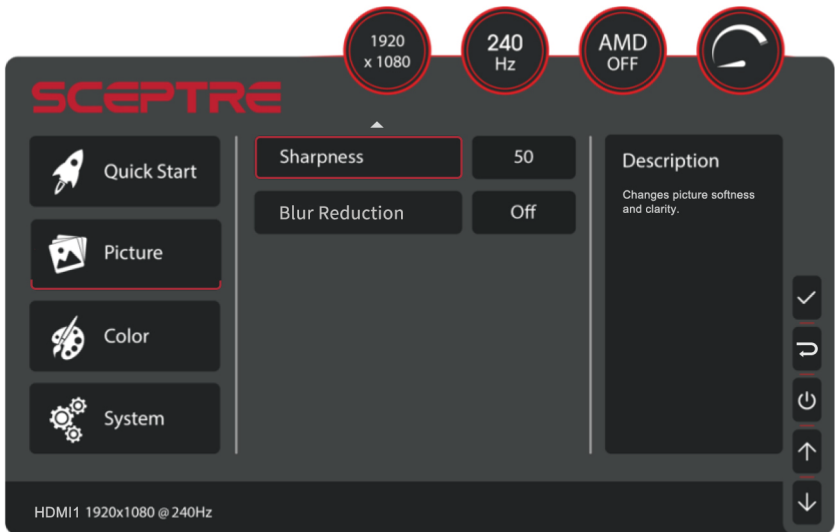 1920
x 1080
240
Hz
AMD
OFF
SCEPTRE
Quick Start
Picture
Color
System
Sharpness
50
Blur Reduction
Off
Description
Changes picture softness
and clarity.
HDMI1 1920x1080 @ 240Hz